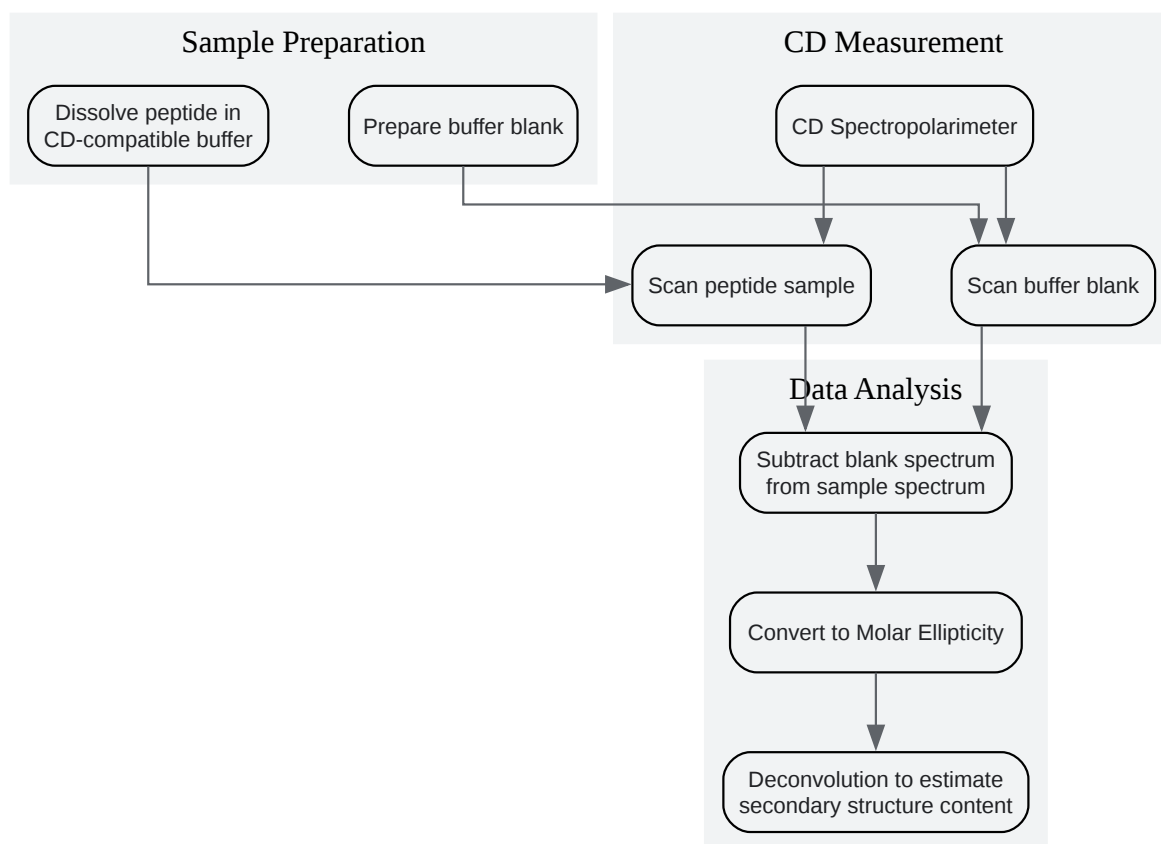 Sample Preparation
Dissolve peptide in
CD-compatible buffer
Prepare buffer blank
CD Measurement
CD Spectropolarimeter
Scan peptide sample
Scan buffer blank
Data Analysis
Subtract blank spectrum
from sample spectrum
Convert to Molar Ellipticity
Deconvolution to estimate
secondary structure content